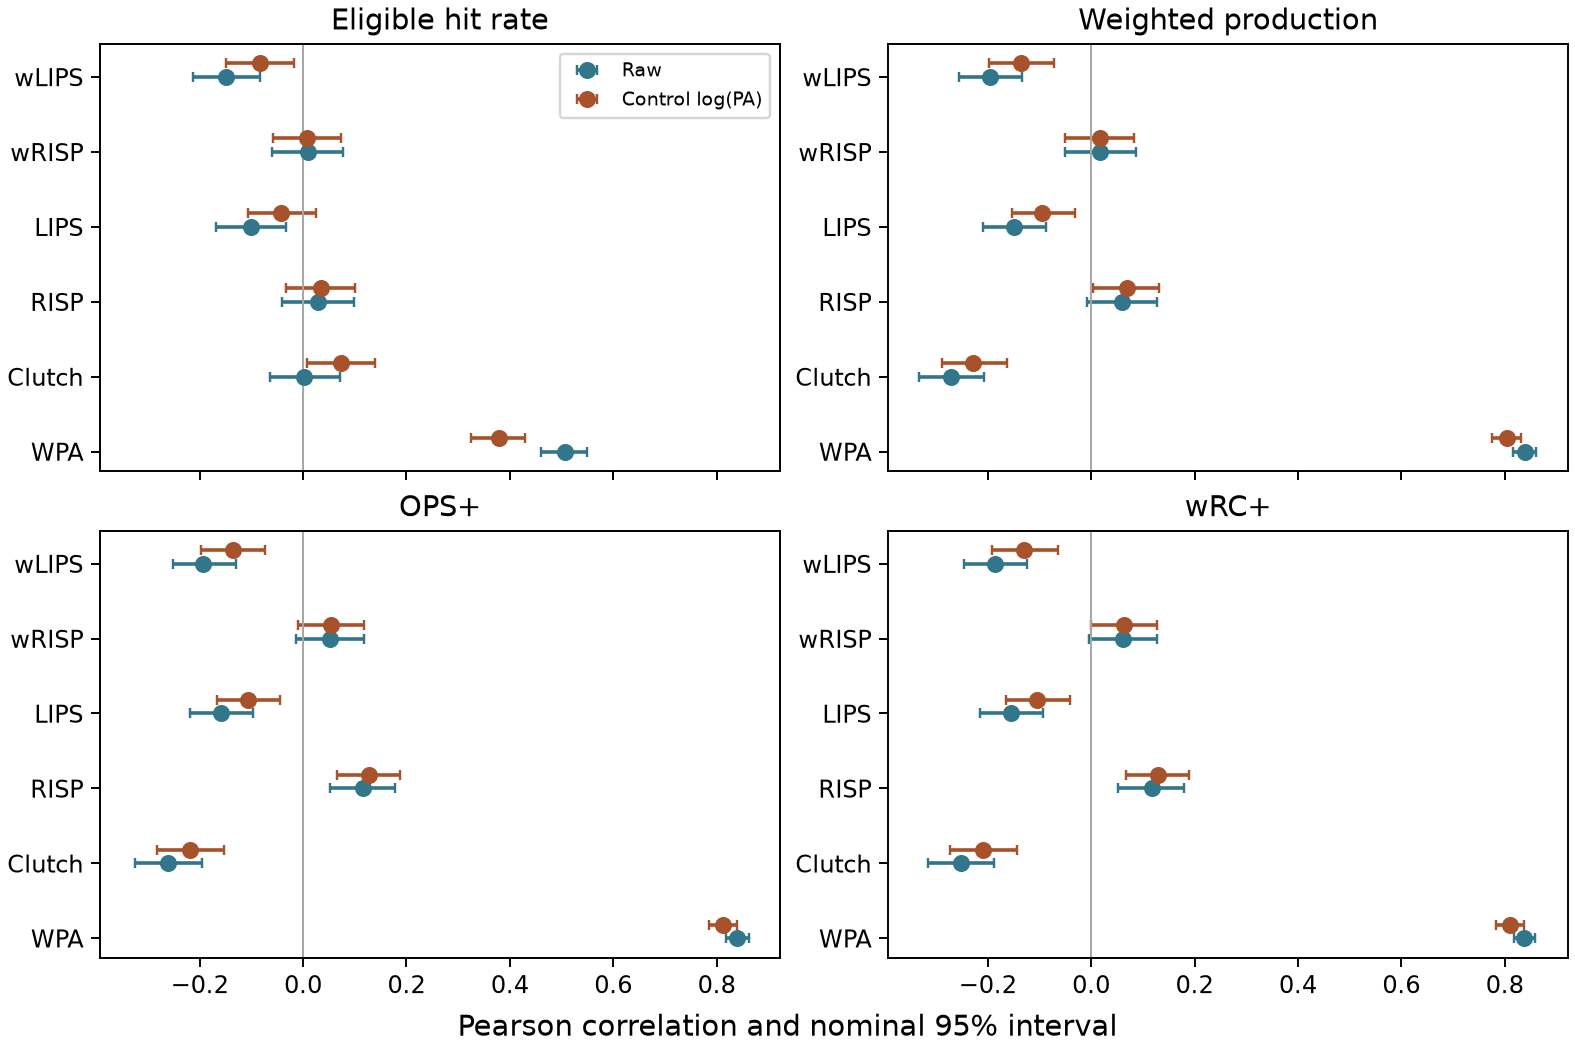 Eligible hit rate
Weighted production
wLIPS
wRISP
LIPS
RISP
Clutch
WPA
Raw
Control log(PA)
wLIPS
wRISP
LIPS
RISP
Clutch
WPA
OPS+
wRC+
wLIPS
wRISP
LIPS
RISP
Clutch
WPA
−0.2 0.0 0.2 0.4 0.6 0.8
wLIPS
wRISP
LIPS
RISP
Clutch
WPA
−0.2 0.0 0.2 0.4 0.6 0.8
Pearson correlation and nominal 95% interval